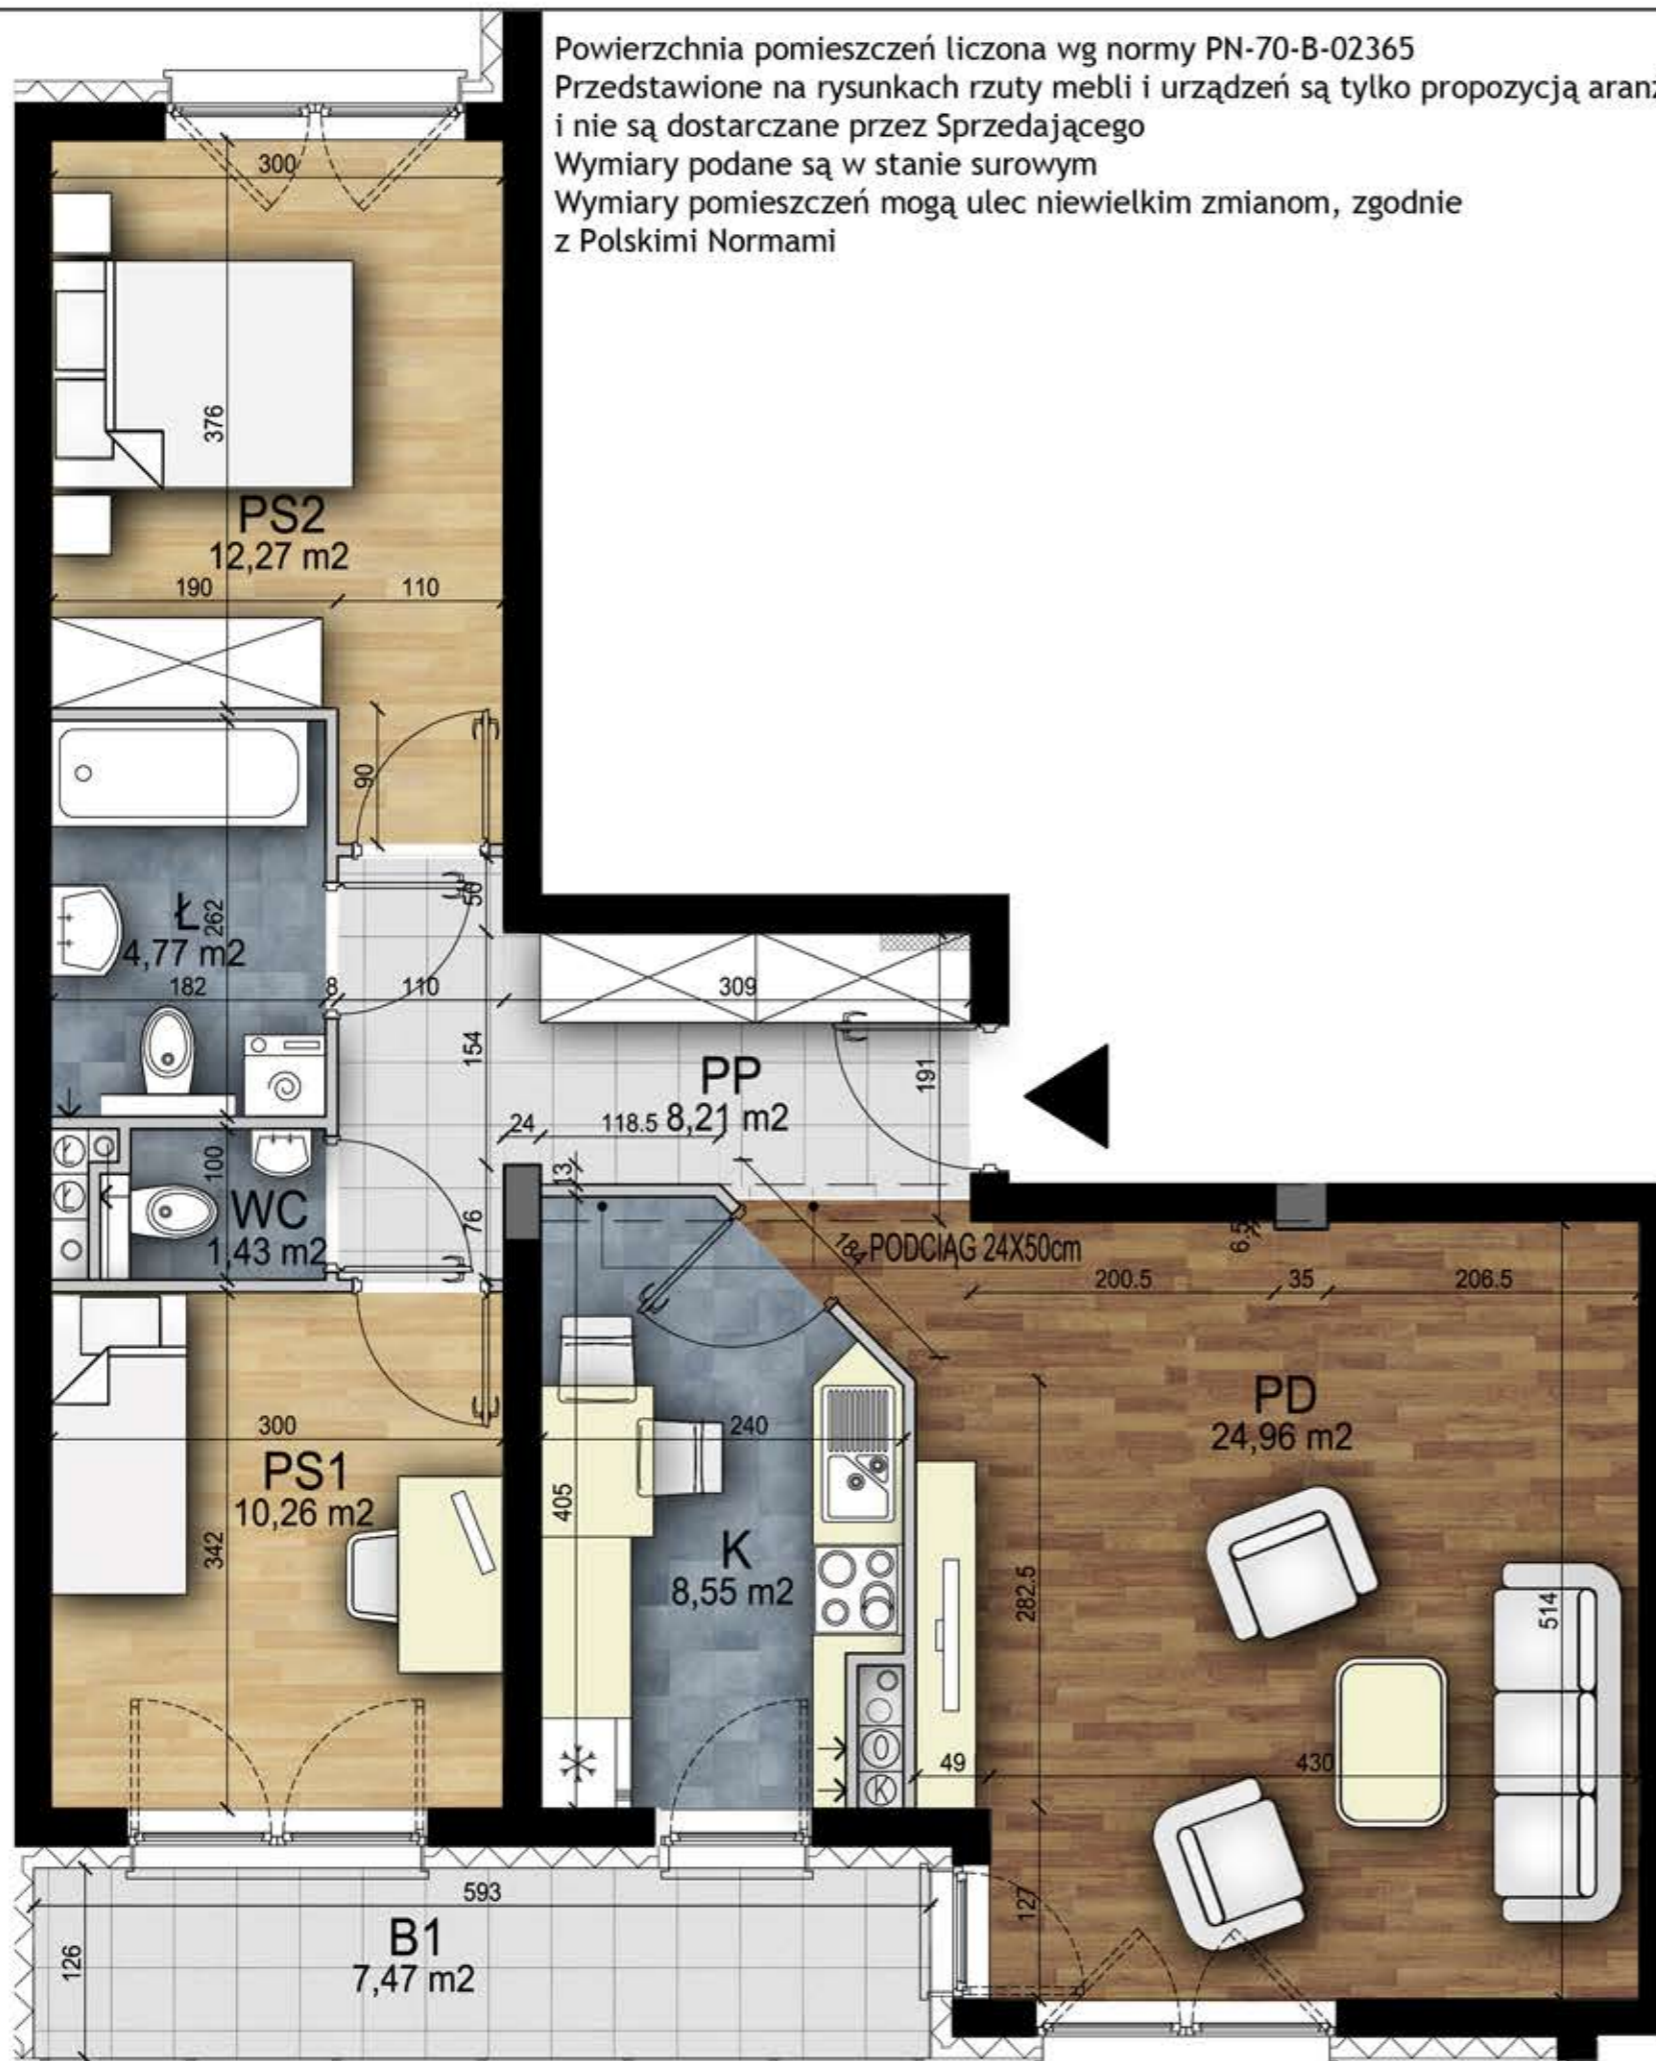 Powierzchnia pomieszczeń liczona wg normy PN-70-B-02365
Przedstawione na rysunkach rzuty mebli i urządzeń są tylko propozycją
i nie są dostarczane przez Sprzedającego
Wymiary podane są w stanie surowym
Wymiary pomieszczeń mogą ulec niewielkim zmianom, zgodnie
z Polskimi Normami
300
376
PS2
12,27 m2
190
110
90
50
Ł
262
4,77 m2
182
8
110
309
154
PP
8,21 m2
191
24
118.5
13
100
WC
1,43 m2
76
184
PODCIĄG 24X50cm
6.5
200.5
35
206.5
PD
24,96 m2
300
PS1
10,26 m2
342
240
405
K
8,55 m2
282.5
514
O
K
49
430
127
593
B1
7,47 m2
126